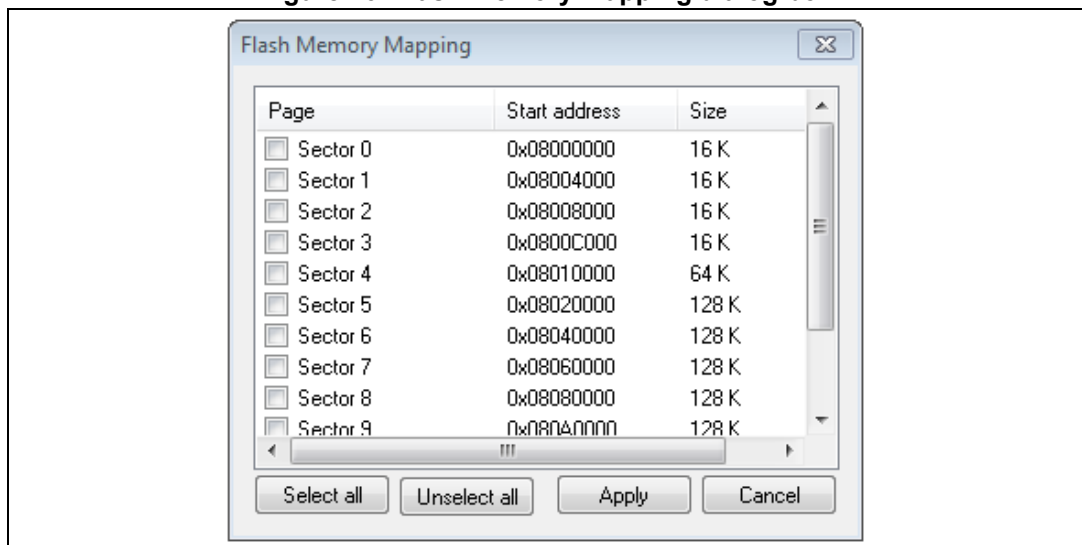 Flash Memory Mapping
Page Start address Size
Sector 0 0x08000000 16 K
Sector 1 0x08004000 16 K
Sector 2 0x08008000 16 K
Sector 3 0x0800C000 16 K
Sector 4 0x08010000 64 K
Sector 5 0x08020000 128 K
Sector 6 0x08040000 128 K
Sector 7 0x08060000 128 K
Sector 8 0x08080000 128 K
Sector 9 0x080A0000 128 K
Select all Unselect all Apply Cancel